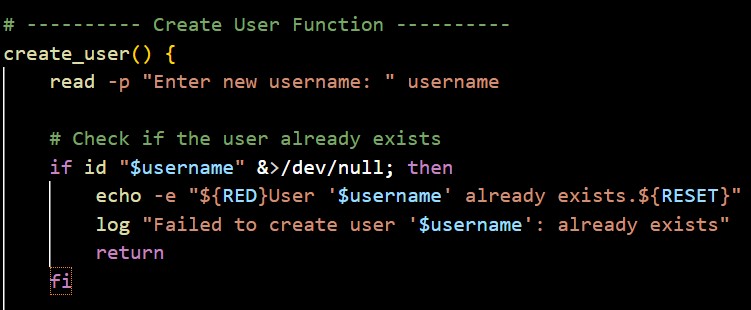 # ---------- Create User Function ----------
create_user() {
    read -p "Enter new username: " username

    # Check if the user already exists
    if id "$username" &>/dev/null; then
        echo -e "${RED}User '$username' already exists.${RESET}"
        log "Failed to create user '$username': already exists"
        return
    fi